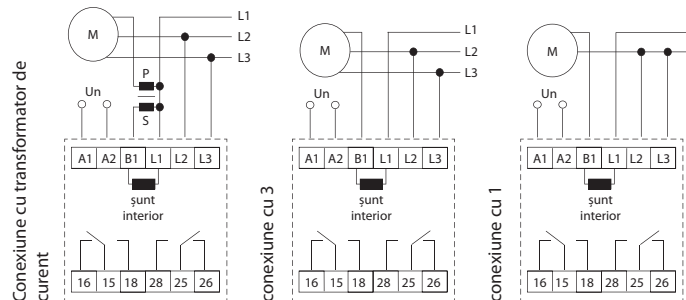 Conexiune cu transformator de
curent
M
L1
L2
L3
P
S
Un
A1 A2 B1 L1 L2 L3
șunt
interior
16 15 18 28 25 26
conexiune cu 3
M
L1
L2
L3
Un
A1 A2 B1 L1 L2 L3
șunt
interior
16 15 18 28 25 26
conexiune cu 1
M
Un
A1 A2 B1 L1 L2 L3
șunt
interior
16 15 18 28 25 26